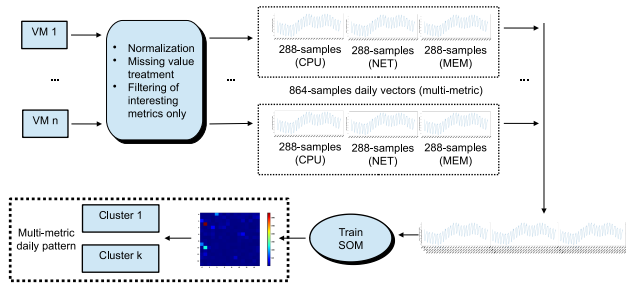 VM 1
...
VM n
• Normalization
• Missing value
treatment
• Filtering of
interesting
metrics only
...
288-samples
(CPU)
288-samples
(NET)
288-samples
(MEM)
864-samples daily vectors (multi-metric)
...
288-samples
(CPU)
288-samples
(NET)
288-samples
(MEM)
Multi-metric
daily pattern
Cluster 1
Cluster k
Train
SOM